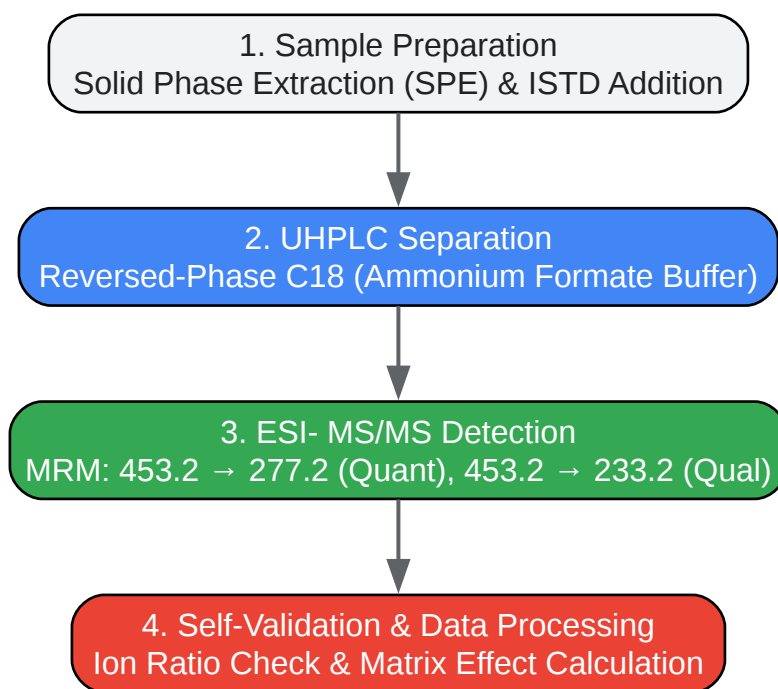 1. Sample Preparation
Solid Phase Extraction (SPE) & ISTD Addition
2. UHPLC Separation
Reversed-Phase C18 (Ammonium Formate Buffer)
3. ESI- MS/MS Detection
MRM: 453.2 → 277.2 (Quant), 453.2 → 233.2 (Qual)
4. Self-Validation & Data Processing
Ion Ratio Check & Matrix Effect Calculation